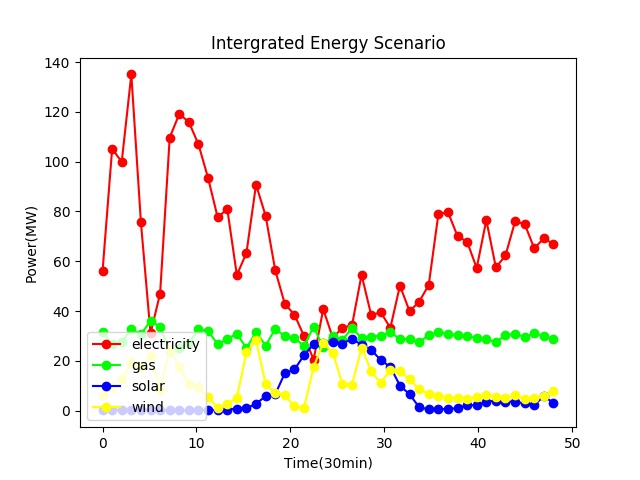 Intergrated Energy Scenario
140
120
100
80
60
40
20
0
Power(MW)
electricity
gas
solar
wind
0 10 20 30 40 50
Time(30min)